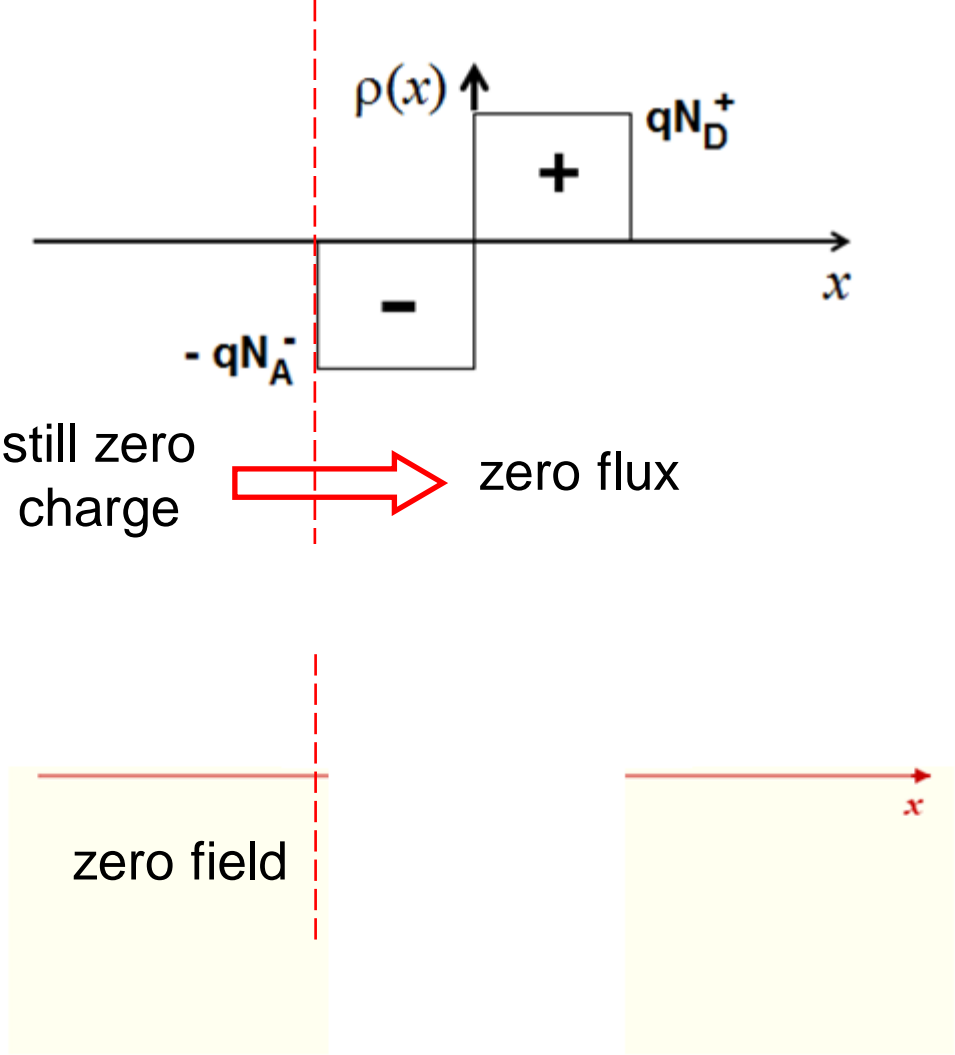 ρ(x)
qN_D^+
+
x
-
- qN_A^-
still zero
charge
zero flux
x
zero field